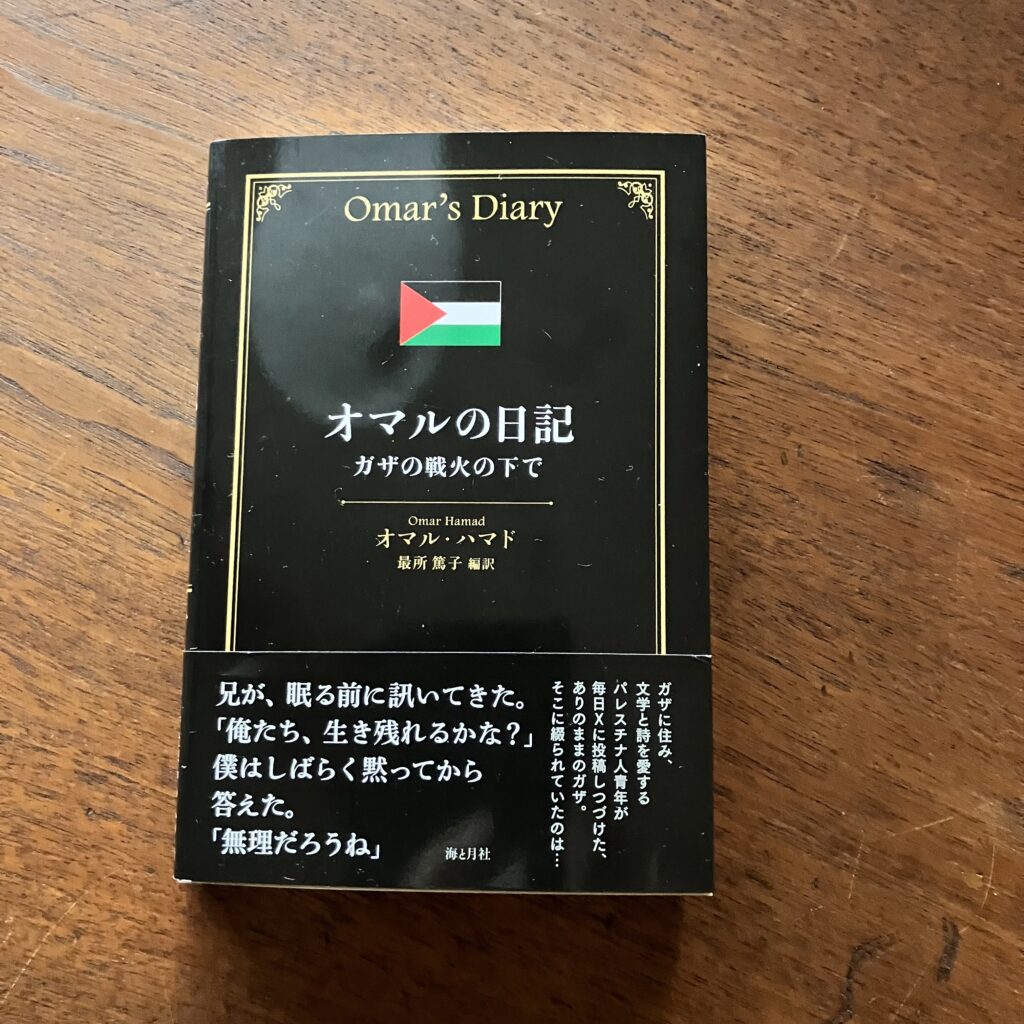 Omar's Diary
オマルの日記
ガザの戦火の下で
Omar Hamad
オマル・ハマド
最所 篤子 編訳
兄が、眠る前に訊いてきた。
「俺たち、生き残れるかな？」
僕はしばらく黙ってから
答えた。
「無理だろうね」
ガザに住み、
文学と詩を愛する
パレスチナ人青年が
毎日Xに投稿しつづけた、
ありのままのガザ。
そこに綴られていたのは…
海と月社